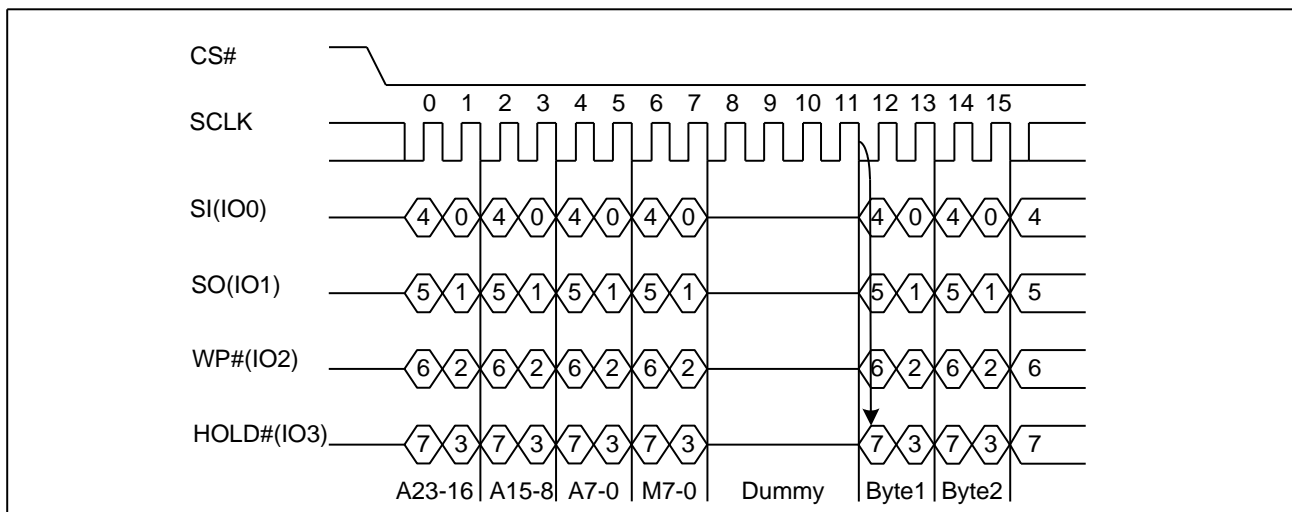 CS#
0 1 2 3 4 5 6 7 8 9 10 11 12 13 14 15
SCLK
SI(IO0) 4 0 4 0 4 0 4 0 4 0 4 0 4
SO(IO1) 5 1 5 1 5 1 5 1 5 1 5 1 5
WP#(IO2) 6 2 6 2 6 2 6 2 6 2 6 2 6
HOLD#(IO3) 7 3 7 3 7 3 7 3 7 3 7 3 7
A23-16 A15-8 A7-0 M7-0 Dummy Byte1 Byte2